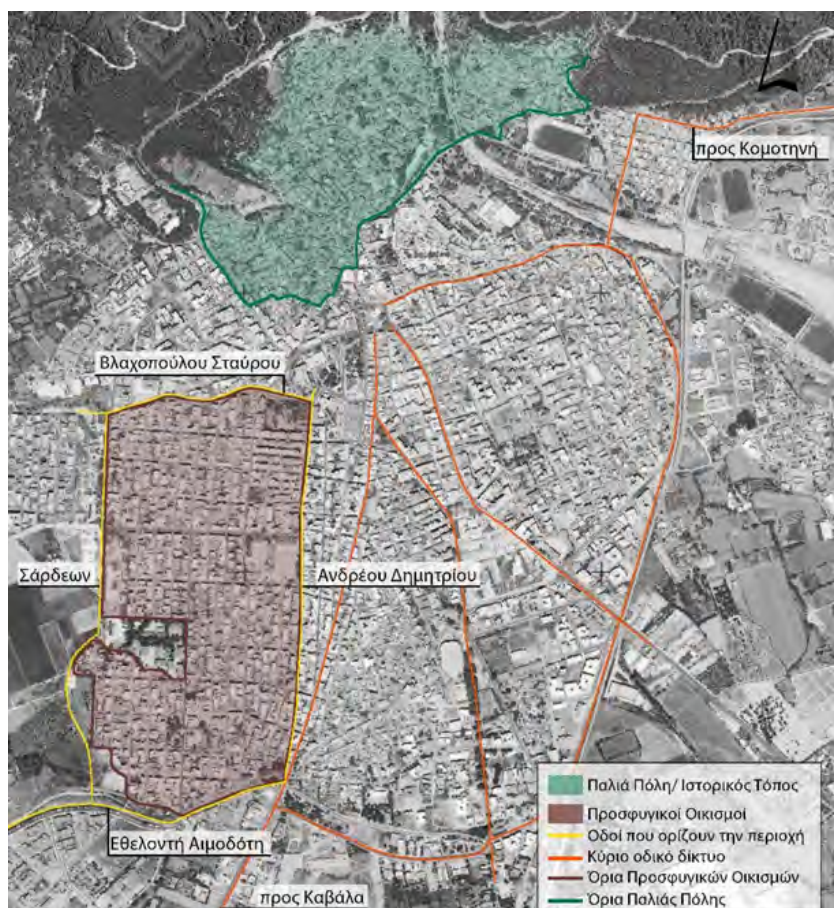 προς Κομοτηνή
Βλαχοπούλου Σταύρου
Σάρδεων
Ανδρέου Δημητρίου
Εθελοντή Αιμοδότη
προς Καβάλα
Παλιά Πόλη/ Ιστορικός Τόπος
Προσφυγικοί Οικισμοί
Οδοί που ορίζουν την περιοχή
Κύριο οδικό δίκτυο
Όρια Προσφυγικών Οικισμών
Όρια Παλιάς Πόλης